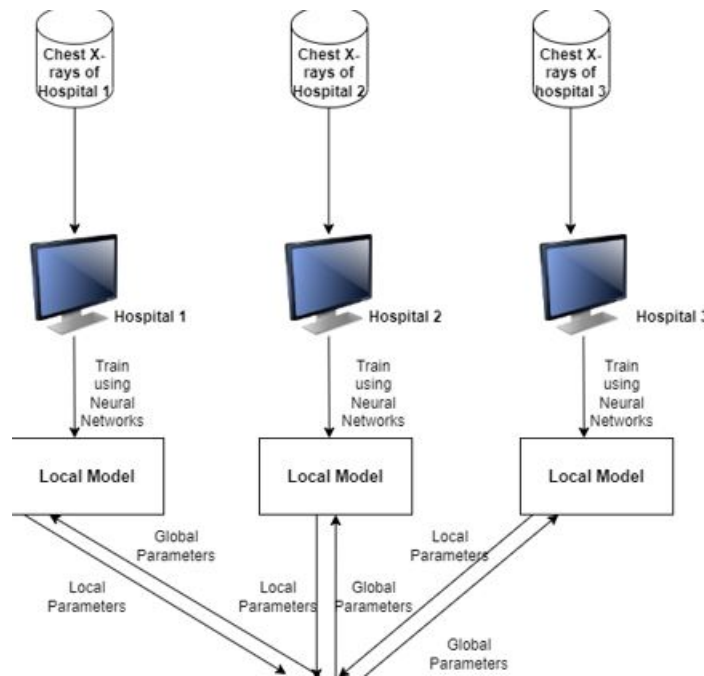 Chest X-
rays of
Hospital 1
Chest X-
rays of
Hospital 2
Chest X-
rays of
hospital 3
Hospital 1
Hospital 2
Hospital 3
Train
using
Neural
Networks
Train
using
Neural
Networks
Train
using
Neural
Networks
Local Model
Local Model
Local Model
Global
Parameters
Local
Parameters
Local
Parameters
Global
Parameters
Local
Parameters
Global
Parameters